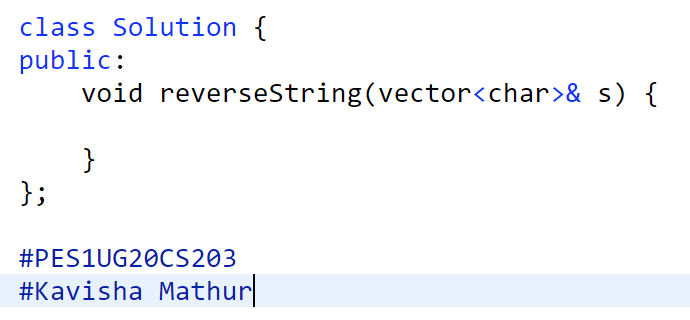 class Solution {
public:
    void reverseString(vector<char>& s) {
    }
};
#PES1UG20CS203
#Kavisha Mathur